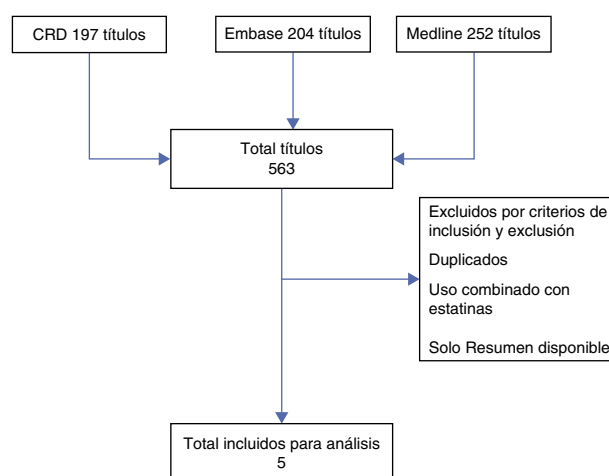 CRD 197 títulos
Embase 204 títulos
Medline 252 títulos
Total títulos
563
Excluidos por criterios de
inclusión y exclusión
Duplicados
Uso combinado con
estatinas
Solo Resumen disponible
Total incluidos para análisis
5